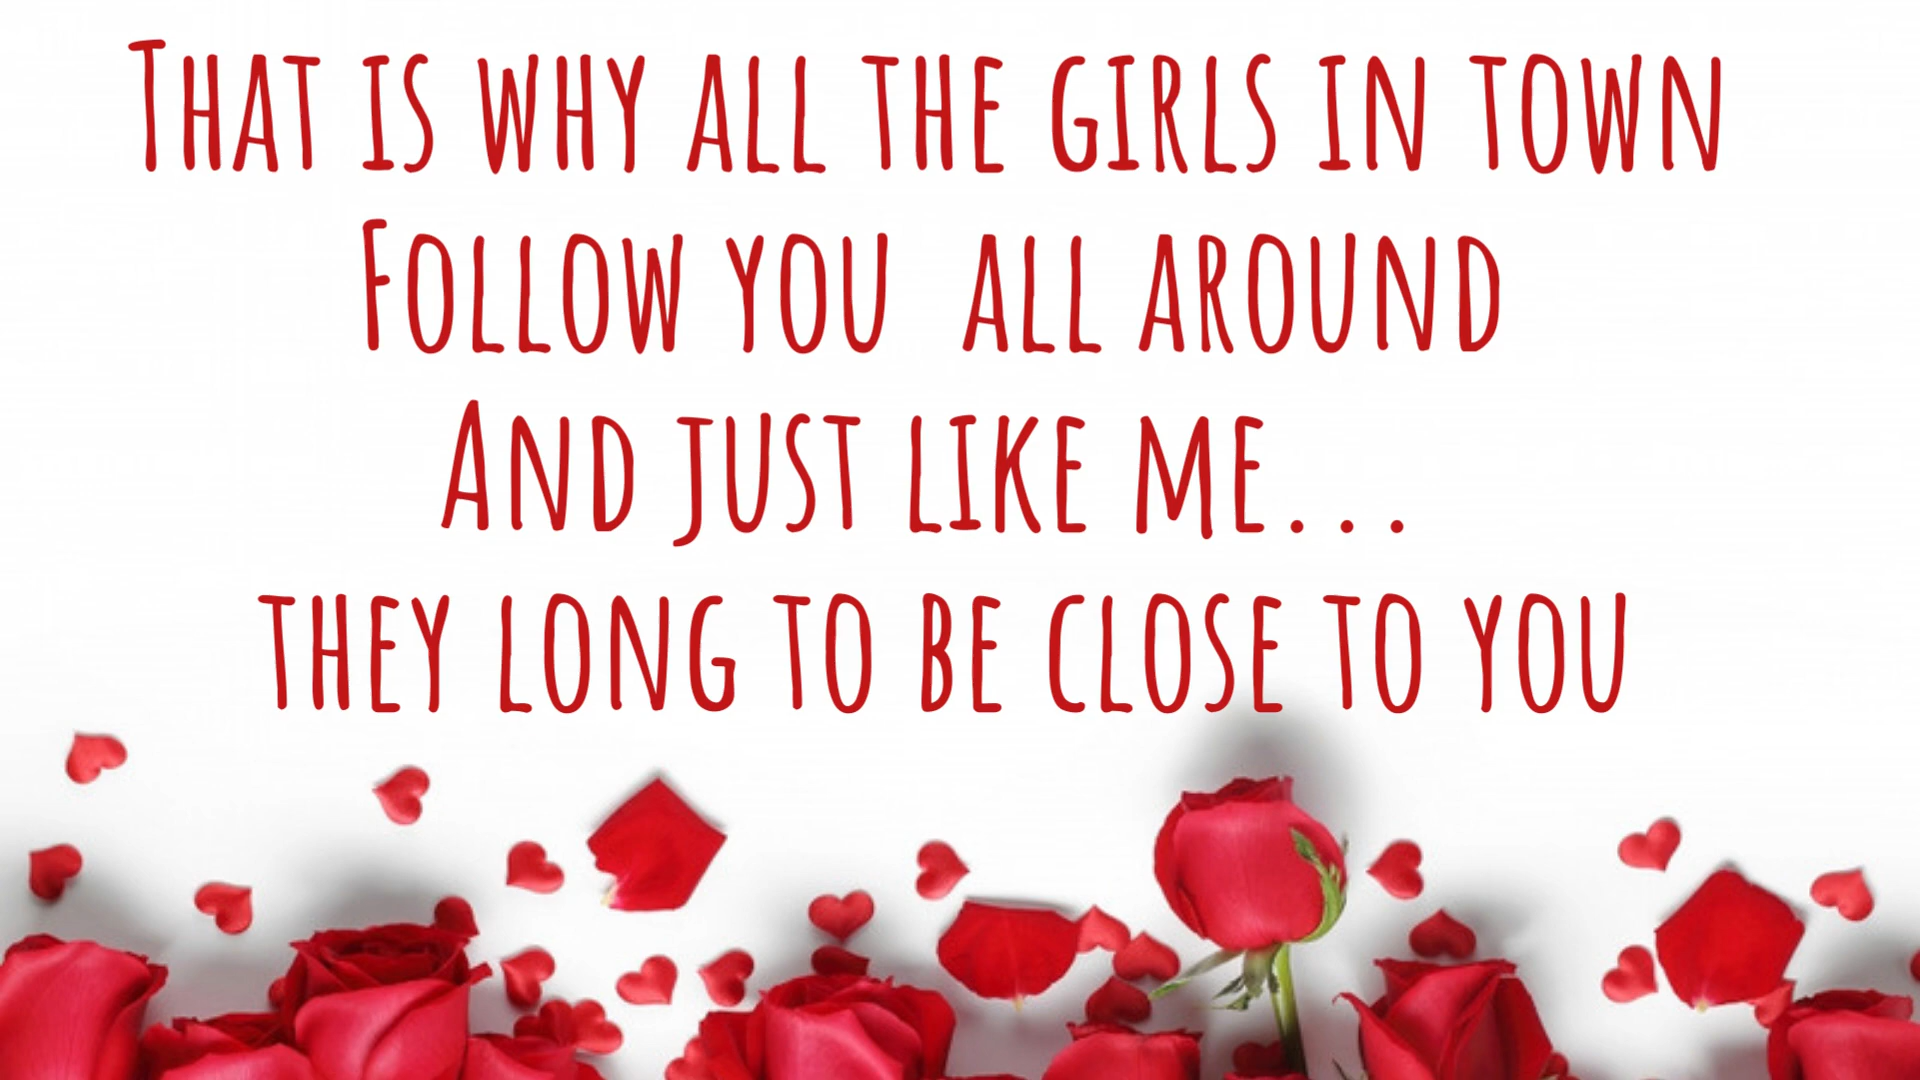 That is why all the girls in town
Follow you all around
And just like me...
they long to be close to you